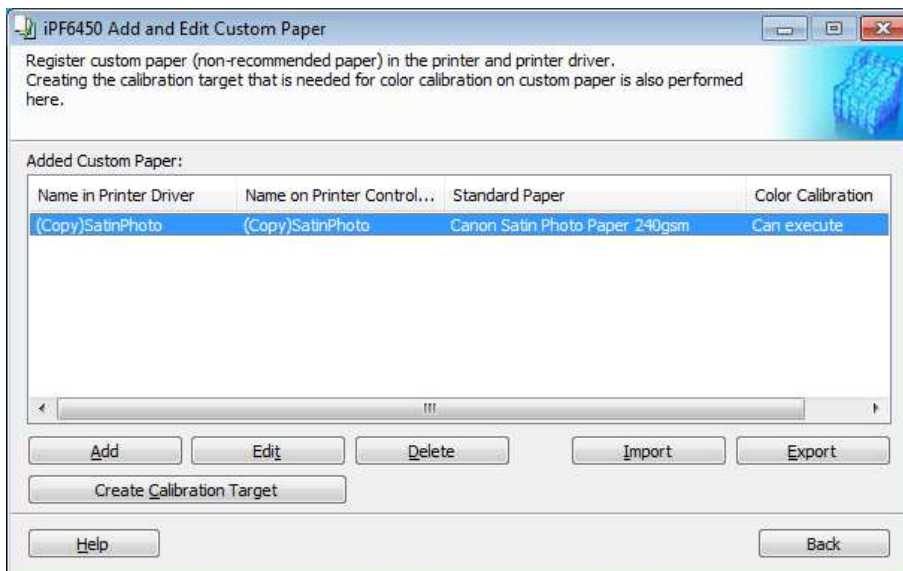 iPF6450 Add and Edit Custom Paper
Register custom paper (non-recommended paper) in the printer and printer driver.
Creating the calibration target that is needed for color calibration on custom paper is also performed
here.
Added Custom Paper:
Name in Printer Driver Name on Printer Control... Standard Paper Color Calibration
(Copy)SatinPhoto (Copy)SatinPhoto Canon Satin Photo Paper 240gsm Can execute
Add Edit Delete Import Export
Create Calibration Target
Help Back